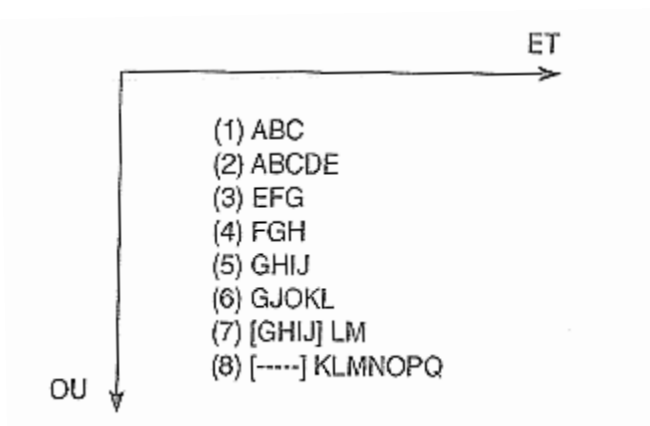 ET
(1) ABC
(2) ABCDE
(3) EFG
(4) FGH
(5) GHIJ
(6) GJOKL
(7) [GHIJ] LM
(8) [-----] KLMNOPQ
OU